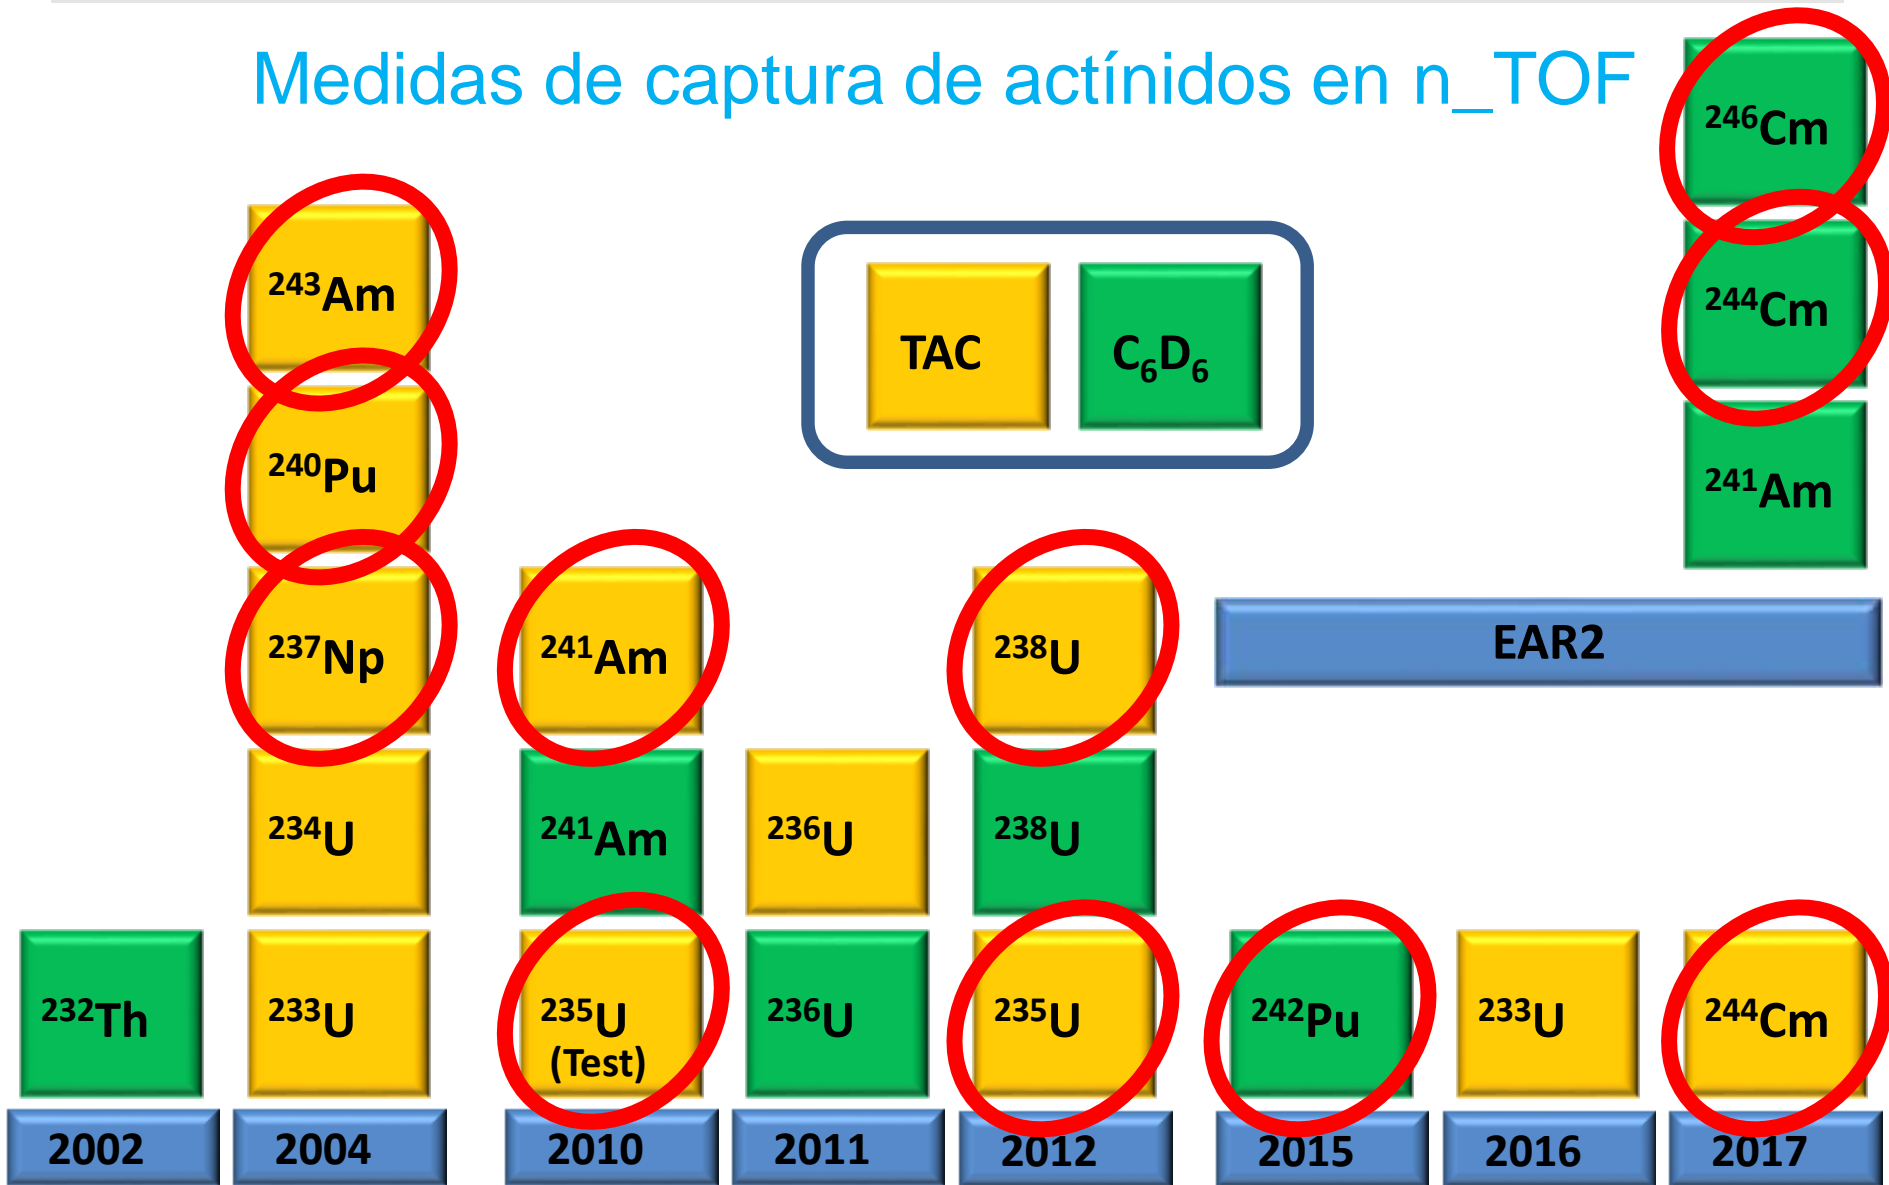 Medidas de captura de actínidos en n_TOF
²⁴⁶Cm
²⁴³Am
TAC
C₆D₆
²⁴⁴Cm
²⁴⁰Pu
²⁴¹Am
²³⁷Np
²⁴¹Am
²³⁸U
EAR2
²³⁴U
²⁴¹Am
²³⁶U
²³⁸U
²³²Th
²³³U
²³⁵U
(Test)
²³⁶U
²³⁵U
²⁴²Pu
²³³U
²⁴⁴Cm
2002
2004
2010
2011
2012
2015
2016
2017